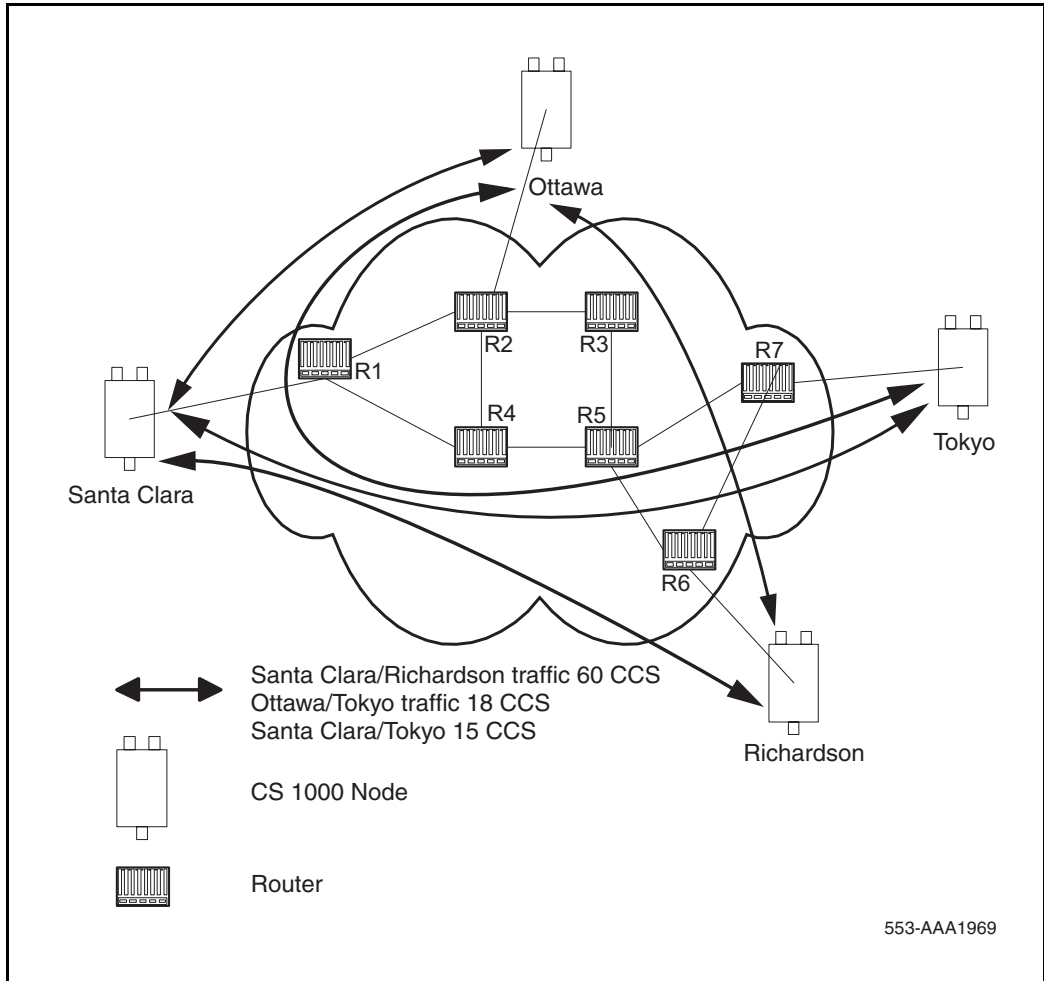 Ottawa
R2
R3
R1
R7
R4
R5
Tokyo
Santa Clara
R6
Santa Clara/Richardson traffic 60 CCS
Ottawa/Tokyo traffic 18 CCS
Santa Clara/Tokyo 15 CCS
Richardson
CS 1000 Node
Router
553-AAA1969